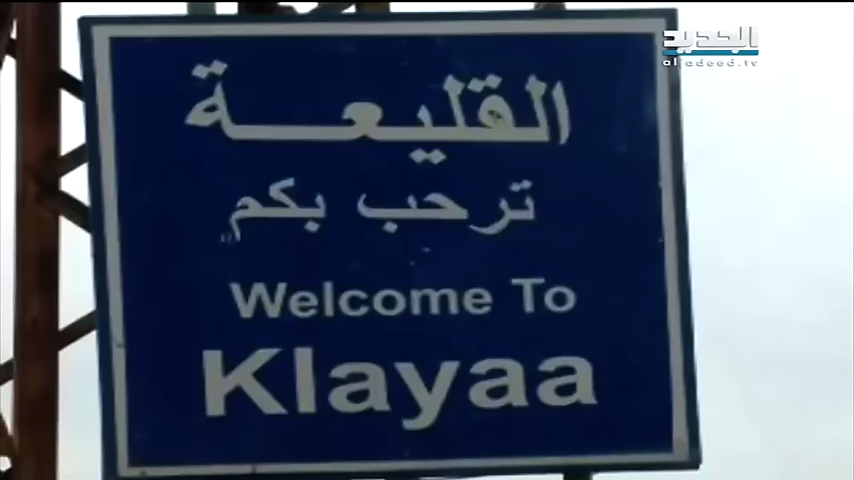 الجديد
aljadeed.tv
القليعة
ترحب بكم
Welcome To
Klayaa